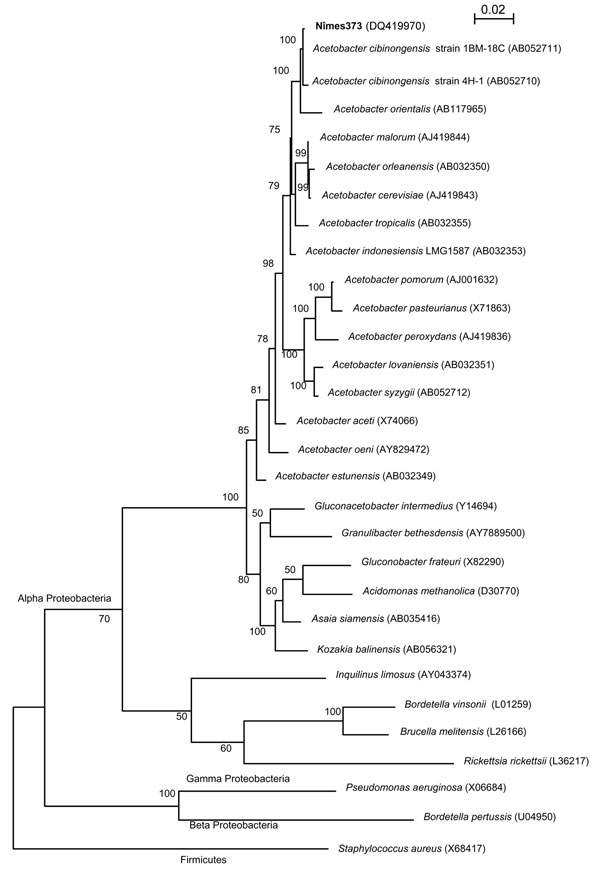 0.02
Nîmes373 (DQ419970)
100
Acetobacter cibinongensis strain 1BM-18C (AB052711)
100
Acetobacter cibinongensis strain 4H-1 (AB052710)
Acetobacter orientalis (AB117965)
75
Acetobacter malorum (AJ419844)
99
Acetobacter orleanensis (AB032350)
79
99
Acetobacter cerevisiae (AJ419843)
Acetobacter tropicalis (AB032355)
Acetobacter indonesiensis LMG1587 (AB032353)
98
Acetobacter pomorum (AJ001632)
100
Acetobacter pasteurianus (X71863)
100
Acetobacter peroxydans (AJ419836)
78
100
Acetobacter lovaniensis (AB032351)
100
Acetobacter syzygii (AB052712)
81
Acetobacter aceti (X74066)
85
Acetobacter oeni (AY829472)
Acetobacter estunensis (AB032349)
100
Gluconacetobacter intermedius (Y14694)
50
Granulibacter bethesdensis (AY7889500)
Gluconobacter frateuri (X82290)
50
80
60
Acidomonas methanolica (D30770)
Alpha Proteobacteria
70
Asaia siamensis (AB035416)
100
Kozakia balinensis (AB056321)
Inquilinus limosus (AY043374)
50
Bordetella vinsonii (L01259)
100
Brucella melitensis (L26166)
60
Rickettsia rickettsii (L36217)
Gamma Proteobacteria
Pseudomonas aeruginosa (X06684)
100
Bordetella pertussis (U04950)
Beta Proteobacteria
Staphylococcus aureus (X68417)
Firmicutes